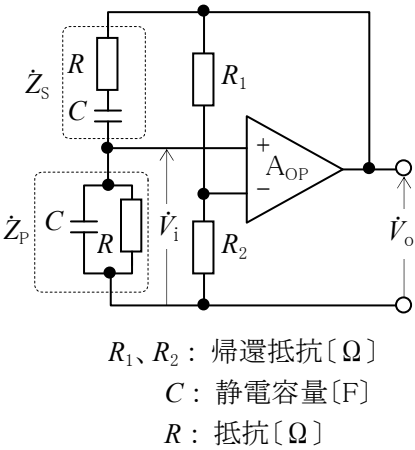 R
C
Ż_S
R_1
+
A_OP
−
C
R
Ż_P
V̇_i
R_2
V̇_o
R_1、R_2：帰還抵抗〔Ω〕
C：静電容量〔F〕
R：抵抗〔Ω〕